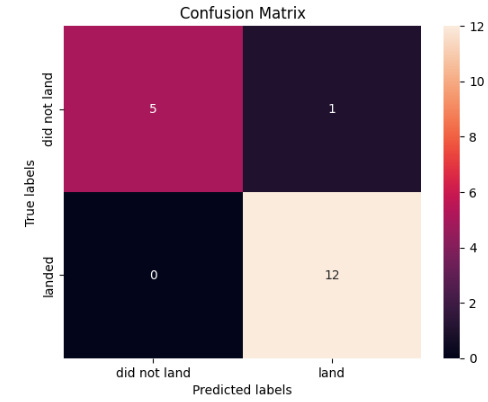 Confusion Matrix
did not land
landed
True labels
5
1
0
12
did not land
land
Predicted labels
12
10
8
6
4
2
0